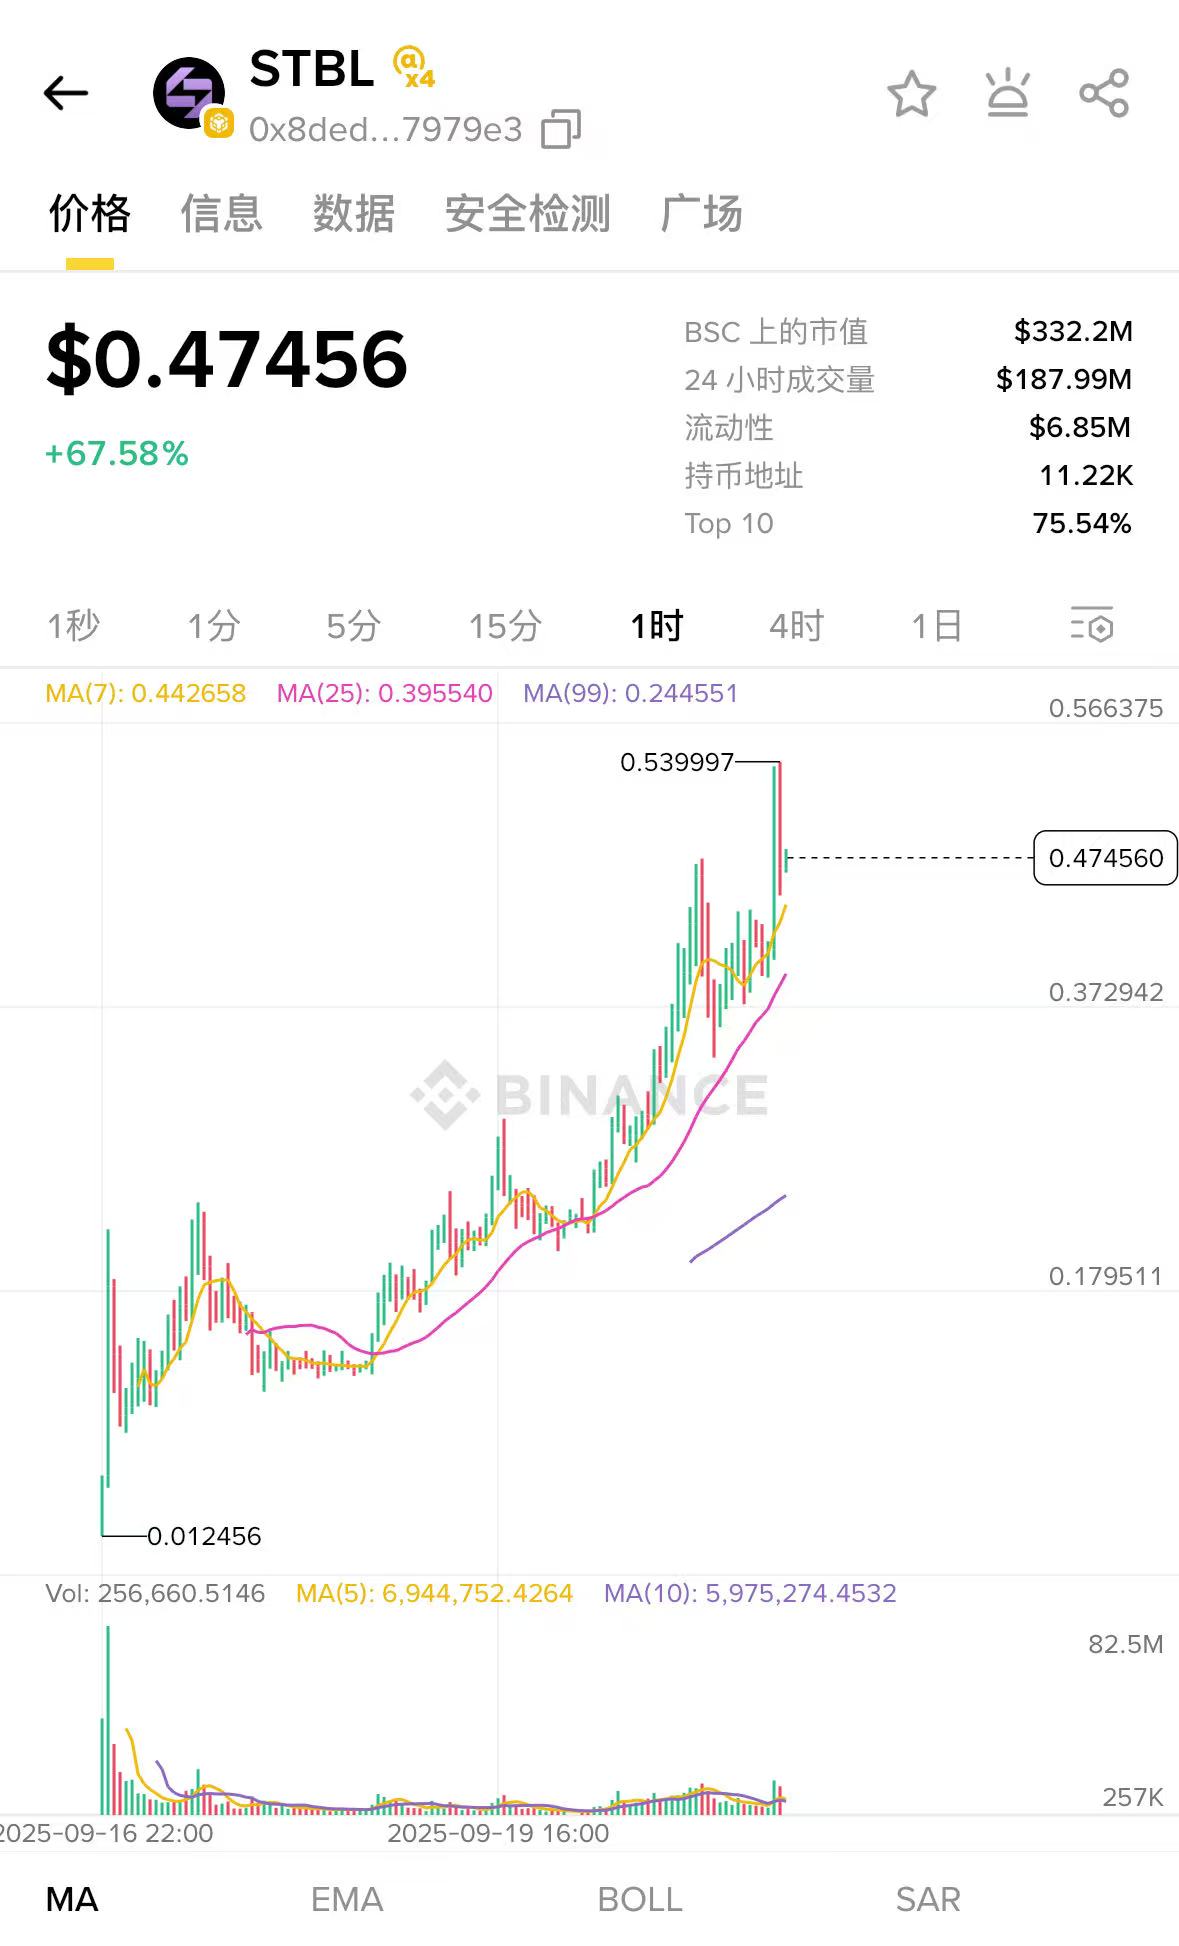 STBL @x4
0x8ded...7979e3
价格 信息 数据 安全检测 广场
$0.47456
+67.58%
BSC 上的市值 $332.2M
24 小时成交量 $187.99M
流动性 $6.85M
持币地址 11.22K
Top 10 75.54%
1秒 1分 5分 15分 1时 4时 1日
MA(7): 0.442658 MA(25): 0.395540 MA(99): 0.244551
0.566375
0.539997
0.474560
0.372942
BINANCE
0.179511
0.012456
Vol: 256,660.5146 MA(5): 6,944,752.4264 MA(10): 5,975,274.4532
82.5M
257K
2025-09-16 22:00 2025-09-19 16:00
MA EMA BOLL SAR